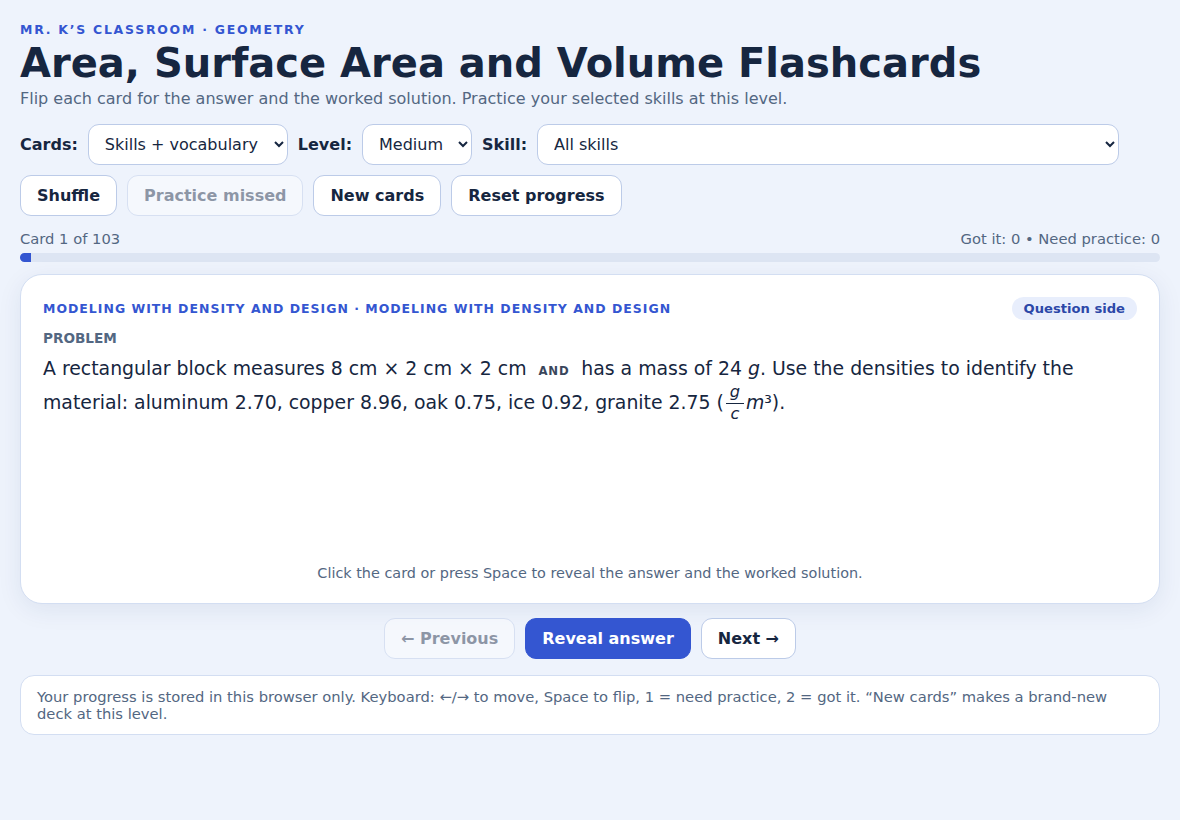 MR. K’S CLASSROOM · GEOMETRY
Area, Surface Area and Volume Flashcards
Flip each card for the answer and the worked solution. Practice your selected skills at this level.
Cards: Skills + vocabulary Level: Medium Skill: All skills
Shuffle Practice missed New cards Reset progress
Card 1 of 103 Got it: 0 • Need practice: 0
MODELING WITH DENSITY AND DESIGN · MODELING WITH DENSITY AND DESIGN Question side
PROBLEM
A rectangular block measures 8 cm × 2 cm × 2 cm AND has a mass of 24 g. Use the densities to identify the
material: aluminum 2.70, copper 8.96, oak 0.75, ice 0.92, granite 2.75 (g/c m³).
Click the card or press Space to reveal the answer and the worked solution.
← Previous Reveal answer Next →
Your progress is stored in this browser only. Keyboard: ←/→ to move, Space to flip, 1 = need practice, 2 = got it. “New cards” makes a brand-new
deck at this level.